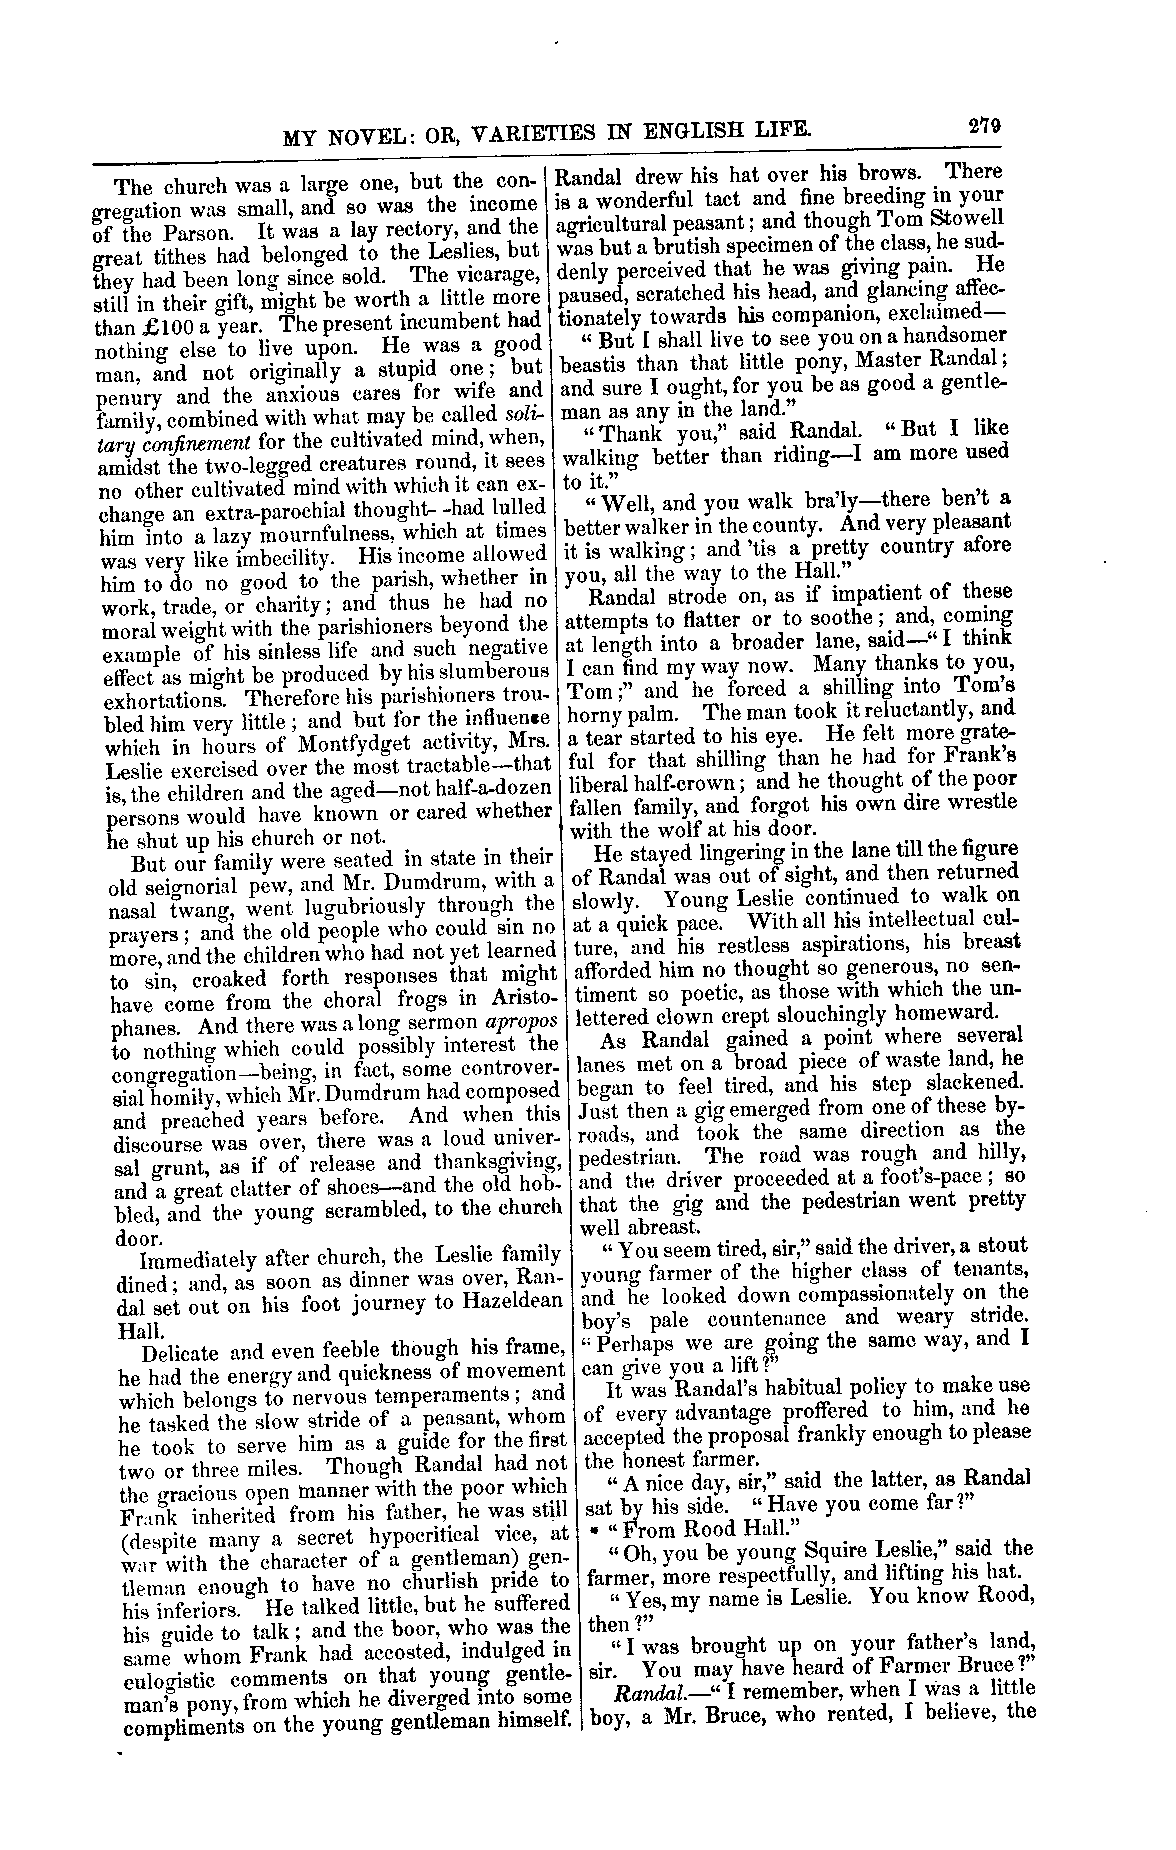 MY NOVEL: OR, VARIETIES IN ENGLISH LIFE. 279
The church was a large one, but the con-
gregation was small, and so was the income
of the Parson. It was a lay rectory, and the
great tithes had belonged to the Leslies, but
they had been long since sold. The vicarage,
still in their gift, might be worth a little more
than £100 a year. The present incumbent had
nothing else to live upon. He was a good
man, and not originally a stupid one; but
penury and the anxious cares for wife and
family, combined with what may be called soli-
tary confinement for the cultivated mind, when,
amidst the two-legged creatures round, it sees
no other cultivated mind with which it can ex-
change an extra-parochial thought- -had lulled
him into a lazy mournfulness, which at times
was very like imbecility. His income allowed
him to do no good to the parish, whether in
work, trade, or charity; and thus he had no
moral weight with the parishioners beyond the
example of his sinless life and such negative
effect as might be produced by his slumberous
exhortations. Therefore his parishioners trou-
bled him very little; and but for the influence
which in hours of Montfydget activity, Mrs.
Leslie exercised over the most tractable—that
is, the children and the aged—not half-a-dozen
persons would have known or cared whether
he shut up his church or not.
But our family were seated in state in their
old seignorial pew, and Mr. Dumdrum, with a
nasal twang, went lugubriously through the
prayers; and the old people who could sin no
more, and the children who had not yet learned
to sin, croaked forth responses that might
have come from the choral frogs in Aristo-
phanes. And there was a long sermon apropos
to nothing which could possibly interest the
congregation—being, in fact, some controver-
sial homily, which Mr. Dumdrum had composed
and preached years before. And when this
discourse was over, there was a loud univer-
sal grunt, as if of release and thanksgiving,
and a great clatter of shoes—and the old hob-
bled, and the young scrambled, to the church
door.
Immediately after church, the Leslie family
dined; and, as soon as dinner was over, Ran-
dal set out on his foot journey to Hazeldean
Hall.
Delicate and even feeble though his frame,
he had the energy and quickness of movement
which belongs to nervous temperaments; and
he tasked the slow stride of a peasant, whom
he took to serve him as a guide for the first
two or three miles. Though Randal had not
the gracious open manner with the poor which
Frank inherited from his father, he was still
(despite many a secret hypocritical vice, at
war with the character of a gentleman) gen-
tleman enough to have no churlish pride to
his inferiors. He talked little, but he suffered
his guide to talk; and the boor, who was the
same whom Frank had accosted, indulged in
eulogistic comments on that young gentle-
man's pony, from which he diverged into some
compliments on the young gentleman himself.
Randal drew his hat over his brows. There
is a wonderful tact and fine breeding in your
agricultural peasant; and though Tom Stowell
was but a brutish specimen of the class, he sud-
denly perceived that he was giving pain. He
paused, scratched his head, and glancing affec-
tionately towards his companion, exclaimed—
"But I shall live to see you on a handsomer
beastis than that little pony, Master Randal;
and sure I ought, for you be as good a gentle-
man as any in the land."
"Thank you," said Randal. "But I like
walking better than riding—I am more used
to it."
"Well, and you walk bra'ly—there ben't a
better walker in the county. And very pleasant
it is walking; and 'tis a pretty country afore
you, all the way to the Hall."
Randal strode on, as if impatient of these
attempts to flatter or to soothe; and, coming
at length into a broader lane, said—"I think
I can find my way now. Many thanks to you,
Tom;" and he forced a shilling into Tom's
horny palm. The man took it reluctantly, and
a tear started to his eye. He felt more grate-
ful for that shilling than he had for Frank's
liberal half-crown; and he thought of the poor
fallen family, and forgot his own dire wrestle
with the wolf at his door.
He stayed lingering in the lane till the figure
of Randal was out of sight, and then returned
slowly. Young Leslie continued to walk on
at a quick pace. With all his intellectual cul-
ture, and his restless aspirations, his breast
afforded him no thought so generous, no sen-
timent so poetic, as those with which the un-
lettered clown crept slouchingly homeward.
As Randal gained a point where several
lanes met on a broad piece of waste land, he
began to feel tired, and his step slackened.
Just then a gig emerged from one of these by-
roads, and took the same direction as the
pedestrian. The road was rough and hilly,
and the driver proceeded at a foot's-pace; so
that the gig and the pedestrian went pretty
well abreast.
"You seem tired, sir," said the driver, a stout
young farmer of the higher class of tenants,
and he looked down compassionately on the
boy's pale countenance and weary stride.
"Perhaps we are going the same way, and I
can give you a lift?"
It was Randal's habitual policy to make use
of every advantage proffered to him, and he
accepted the proposal frankly enough to please
the honest farmer.
"A nice day, sir," said the latter, as Randal
sat by his side. "Have you come far?"
"From Rood Hall."
"Oh, you be young Squire Leslie," said the
farmer, more respectfully, and lifting his hat.
"Yes, my name is Leslie. You know Rood,
then?"
"I was brought up on your father's land,
sir. You may have heard of Farmer Bruce?"
Randal.—"I remember, when I was a little
boy, a Mr. Bruce, who rented, I believe, the